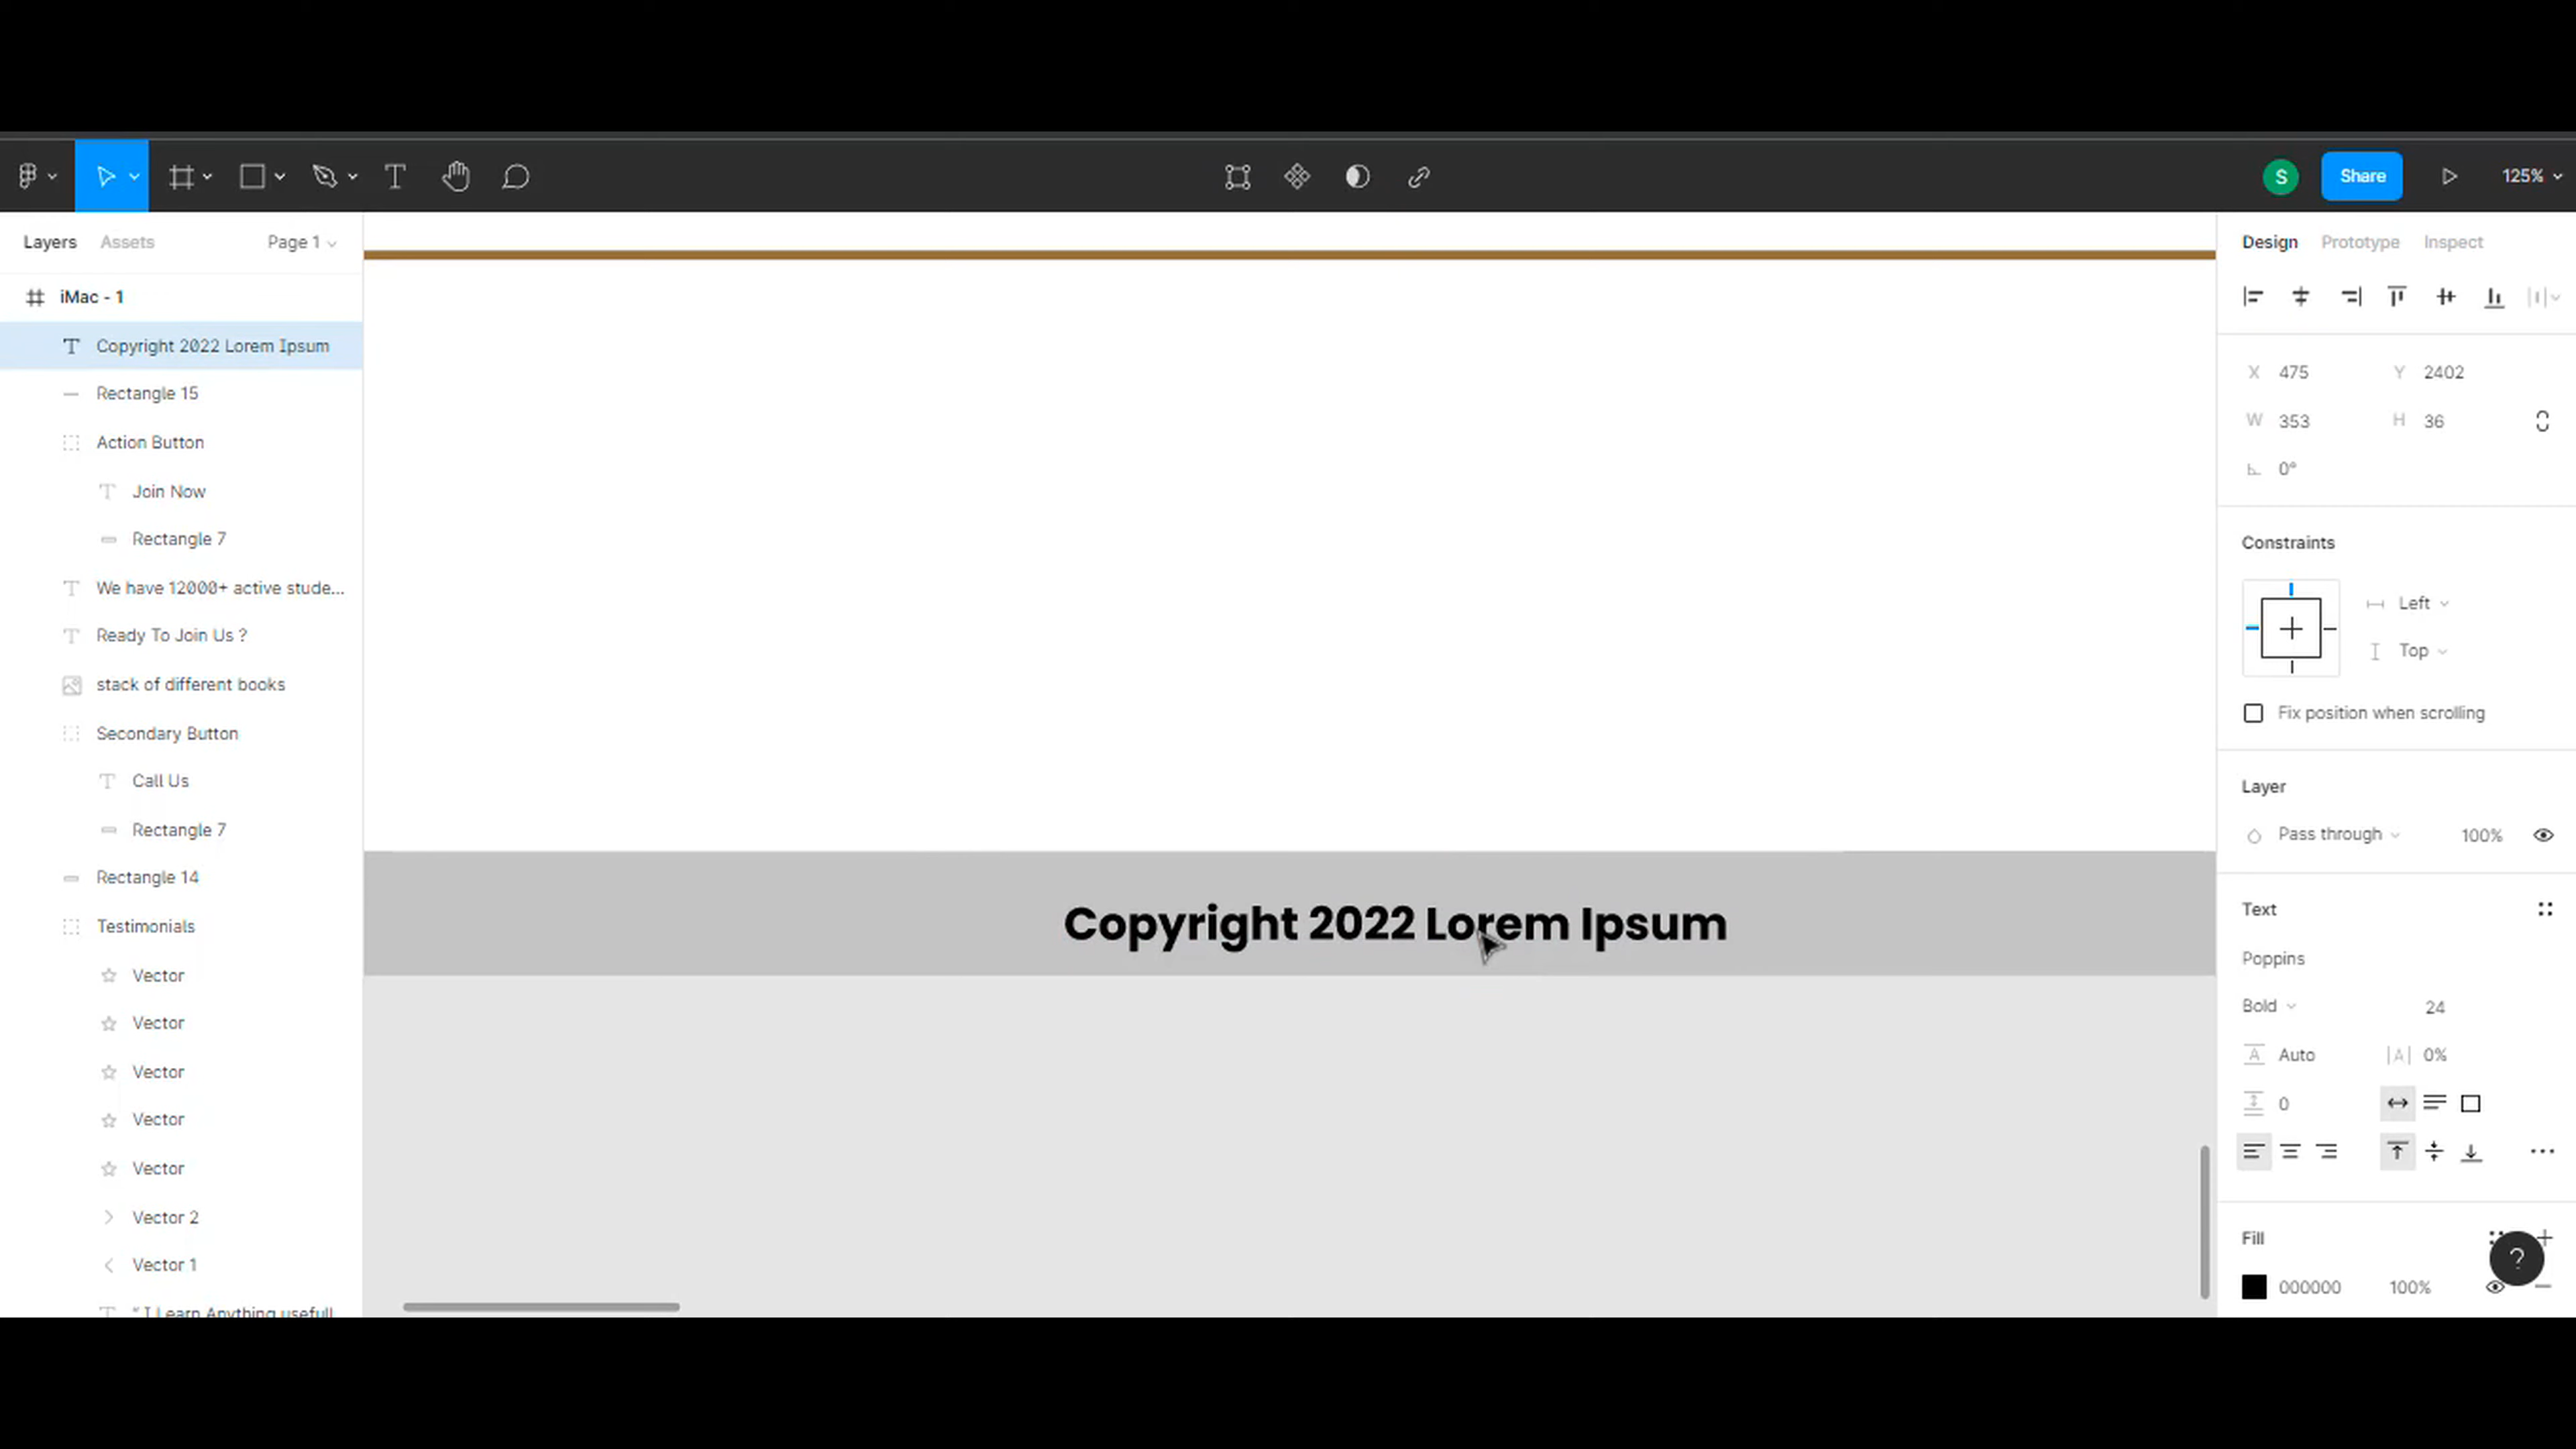 S
Share
125%
Layers
Assets
Page 1
iMac - 1
Copyright 2022 Lorem Ipsum
Rectangle 15
Action Button
Join Now
Rectangle 7
We have 12000+ active stude...
Ready To Join Us ?
stack of different books
Secondary Button
Call Us
Rectangle 7
Rectangle 14
Testimonials
Vector
Vector
Vector
Vector
Vector
Vector 2
Vector 1
" I Learn Anything usefull
Copyright 2022 Lorem Ipsum
Design
Prototype
Inspect
X 475
Y 2402
W 353
H 36
0°
Constraints
Left
Top
Fix position when scrolling
Layer
Pass through
100%
Text
Poppins
Bold
24
Auto
|A| 0%
0
Fill
?
000000
100%